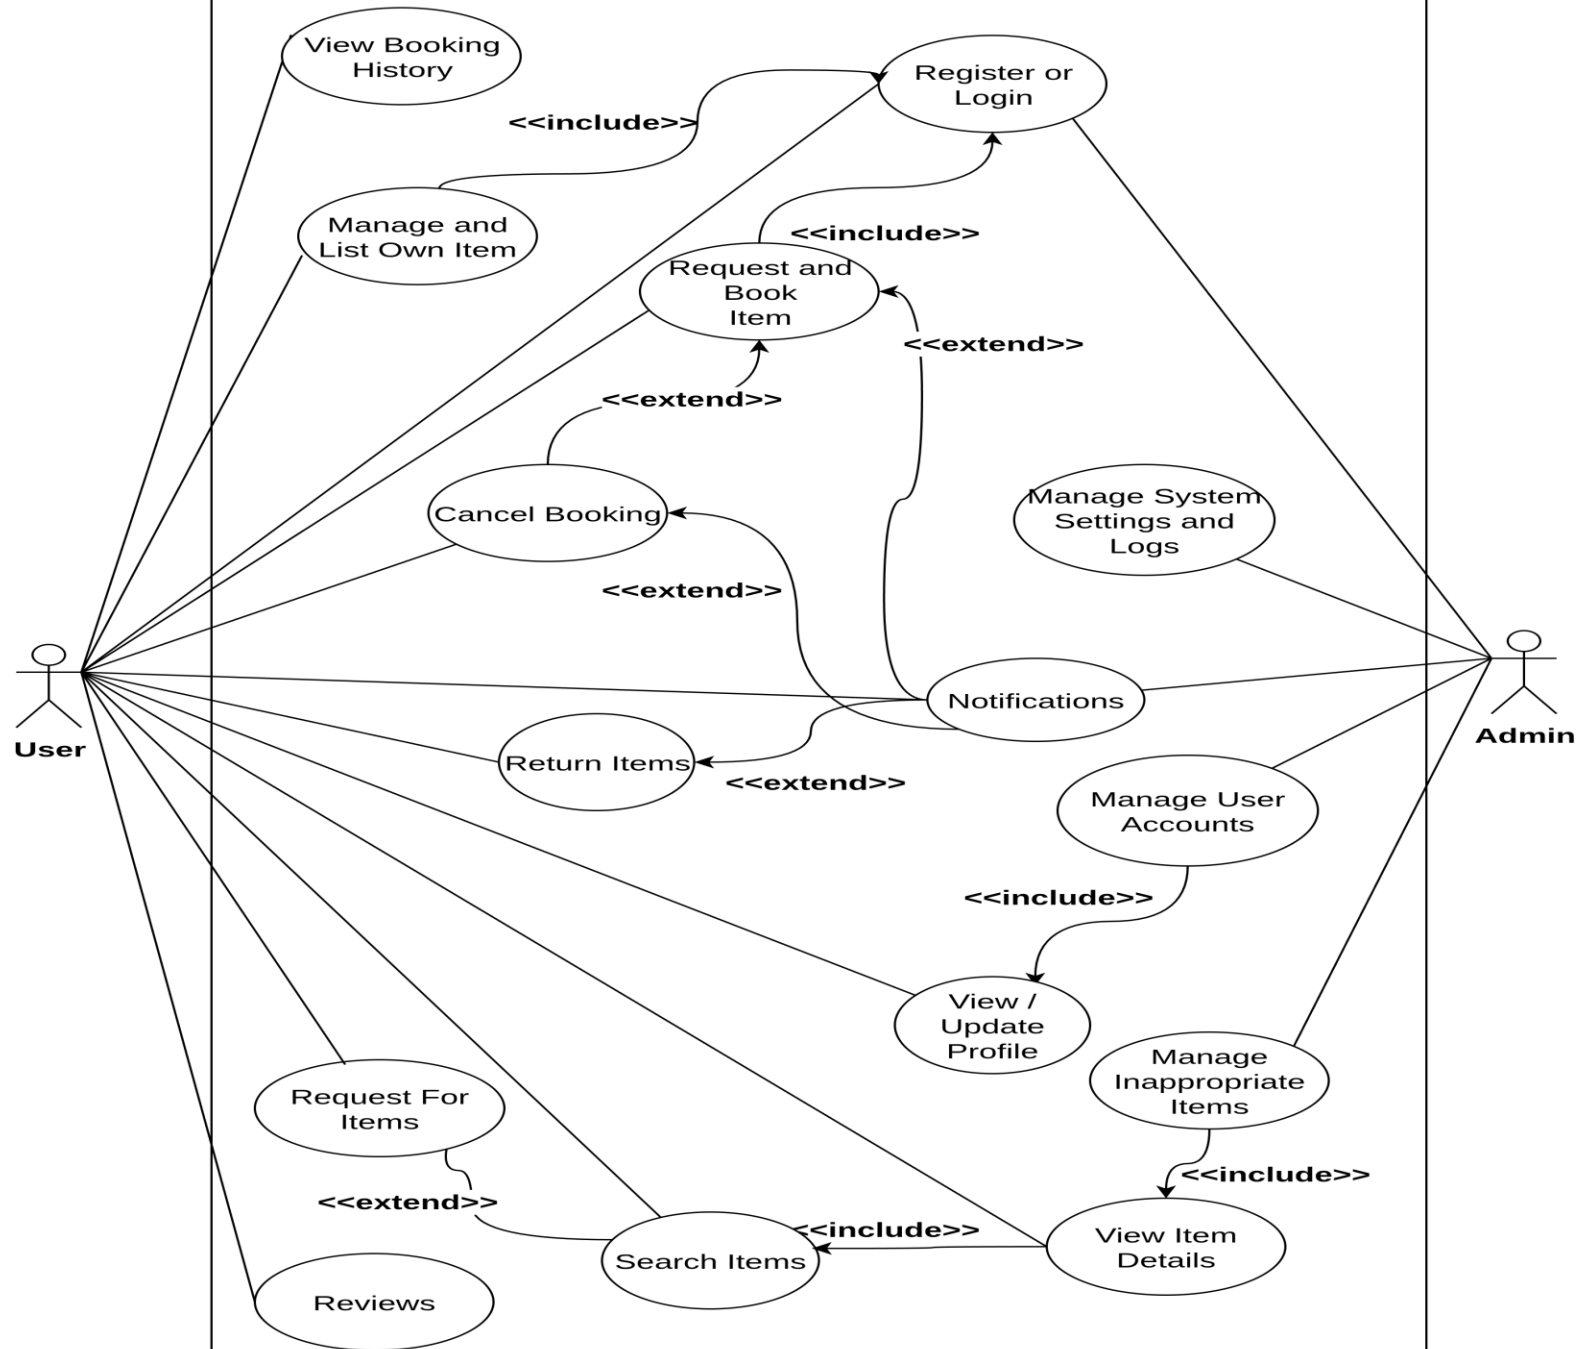 View Booking
History
Register or
Login
<<include>>
Manage and
List Own Item
<<include>>
Request and
Book
Item
<<extend>>
<<extend>>
Manage System
Settings and
Logs
Cancel Booking
<<extend>>
Notifications
User
Admin
Return Items
<<extend>>
Manage User
Accounts
<<include>>
View /
Update
Profile
Manage
Inappropriate
Items
Request For
Items
<<include>>
<<extend>>
<<include>>
View Item
Details
Search Items
Reviews